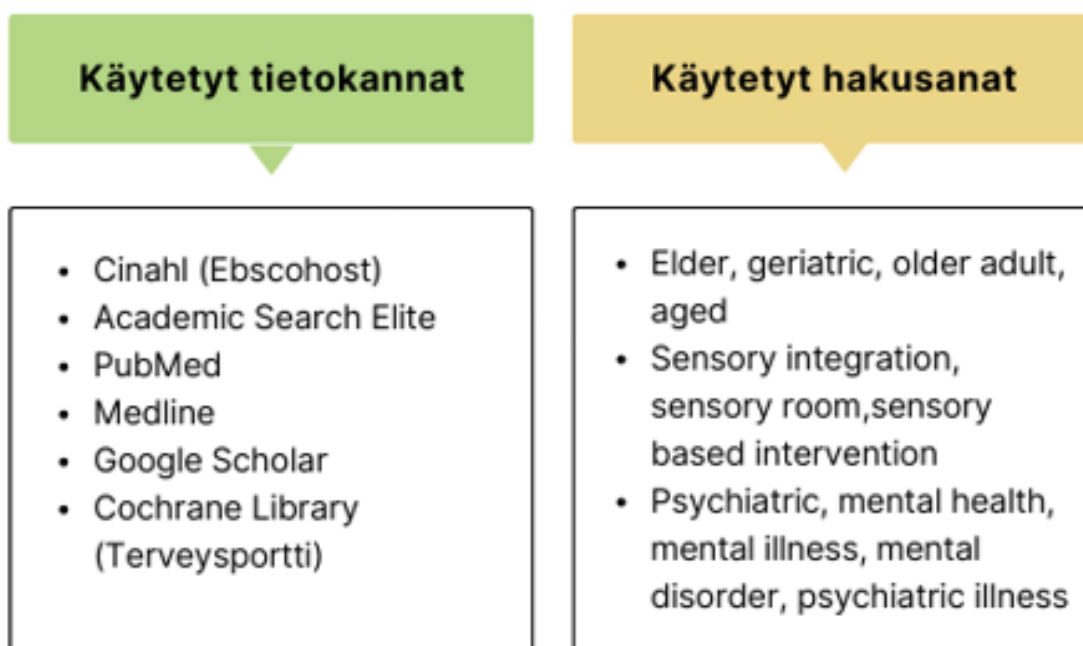 Käytetyt tietokannat
• Cinahl (Ebscohost)
• Academic Search Elite
• PubMed
• Medline
• Google Scholar
• Cochrane Library
(Terveysportti)
Käytetyt hakusanat
• Elder, geriatric, older adult,
aged
• Sensory integration,
sensory room,sensory
based intervention
• Psychiatric, mental health,
mental illness, mental
disorder, psychiatric illness